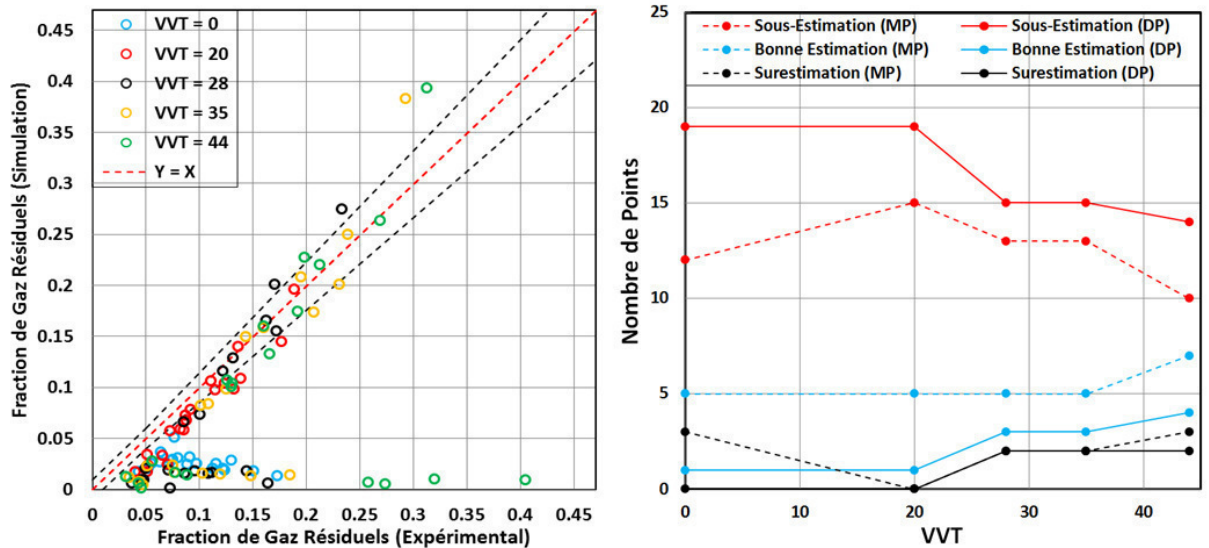 0.45
0.4
0.35
0.3
0.25
0.2
0.15
0.1
0.05
0
Fraction de Gaz Résiduels (Simulation)
VVT = 0
VVT = 20
VVT = 28
VVT = 35
VVT = 44
Y = X
0 0.05 0.1 0.15 0.2 0.25 0.3 0.35 0.4 0.45
Fraction de Gaz Résiduels (Expérimental)
25
20
15
10
5
0
Nombre de Points
Sous-Estimation (MP) Sous-Estimation (DP)
Bonne Estimation (MP) Bonne Estimation (DP)
Surestimation (MP) Surestimation (DP)
0 10 20 30 40
VVT